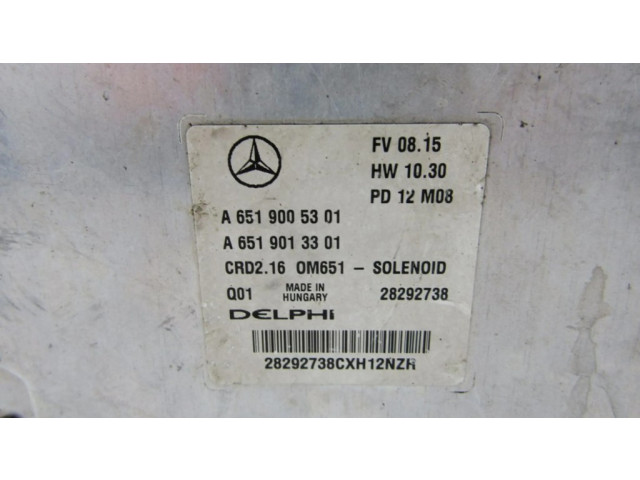 FV 08.15
HW 10.30
PD 12 M08
A 651 900 53 01
A 651 901 33 01
CRD2.16 OM651 – SOLENOID
Q01 MADE IN HUNGARY 28292738
DELPHI
28292738CXH12NZH